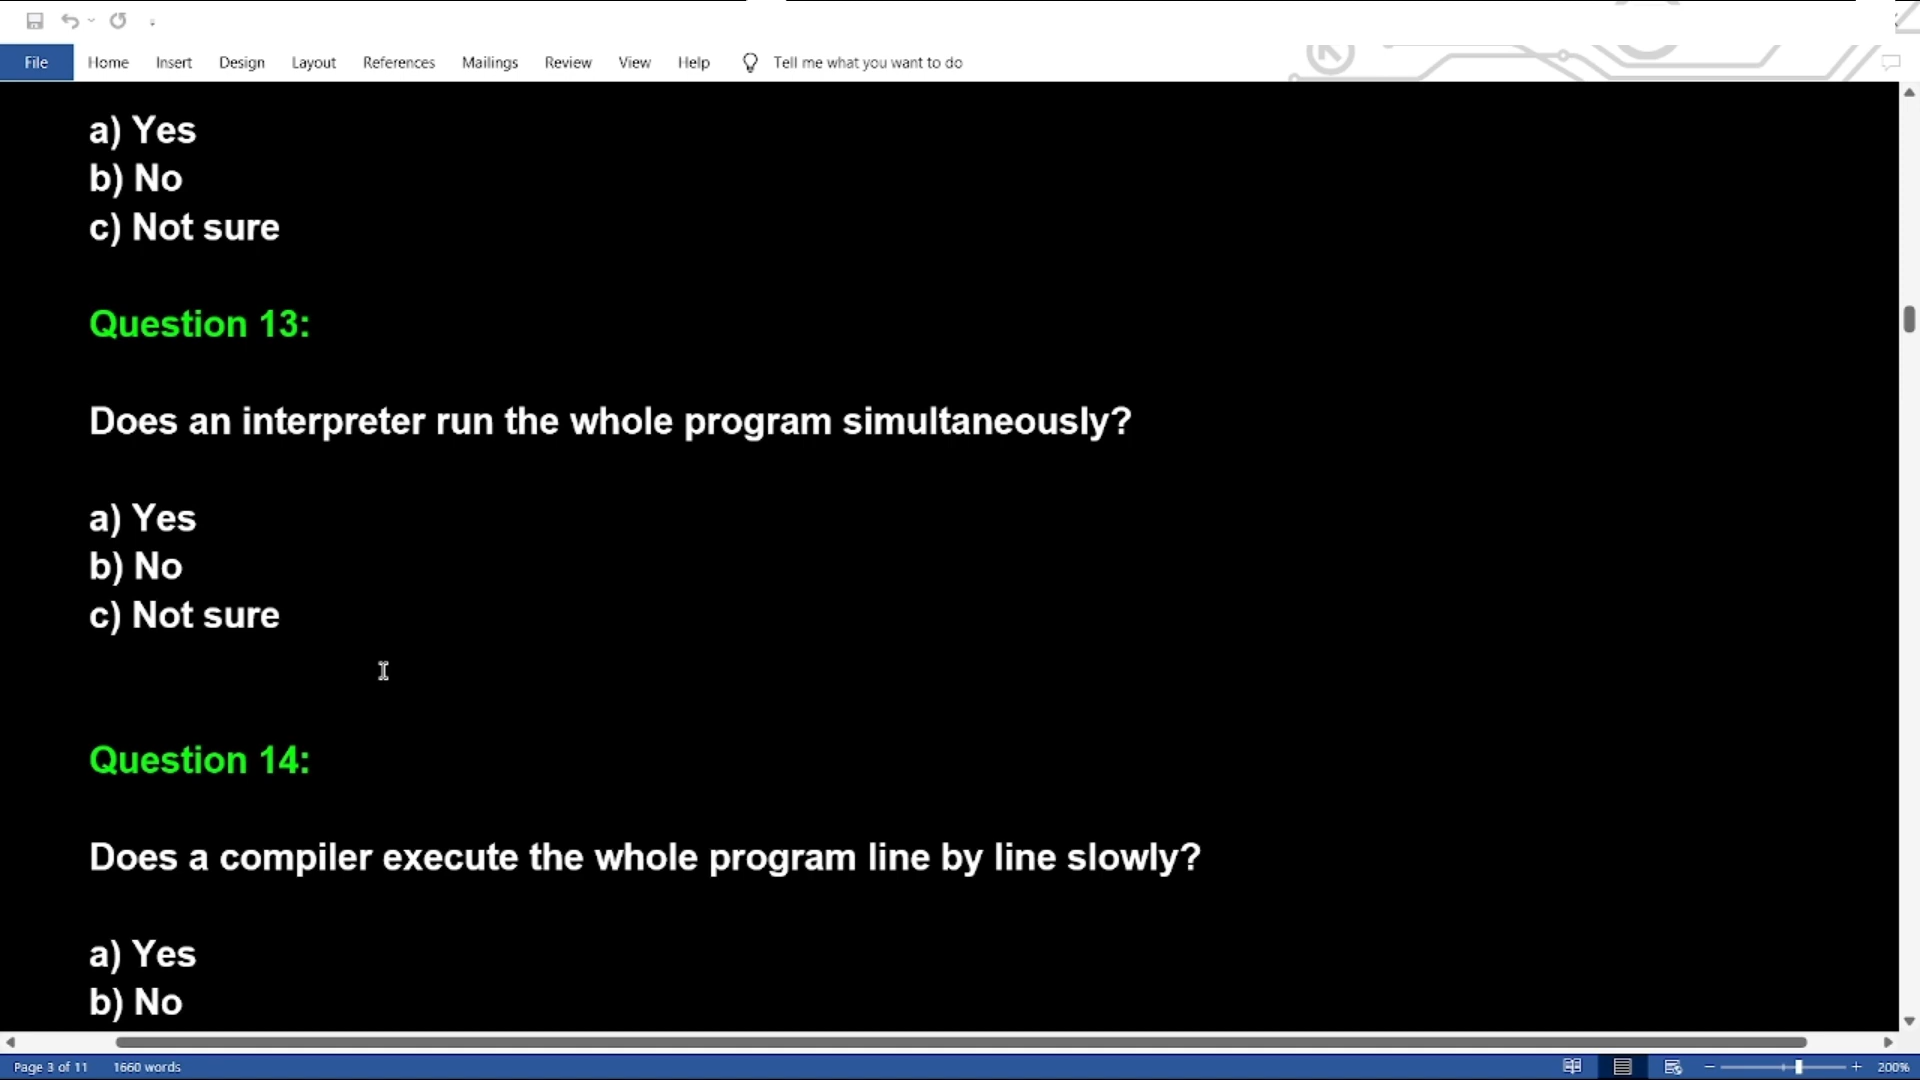 File Home Insert Design Layout References Mailings Review View Help Tell me what you want to do
a) Yes
b) No
c) Not sure
Question 13:
Does an interpreter run the whole program simultaneously?
a) Yes
b) No
c) Not sure
Question 14:
Does a compiler execute the whole program line by line slowly?
a) Yes
b) No
Page 3 of 11 1660 words 200%